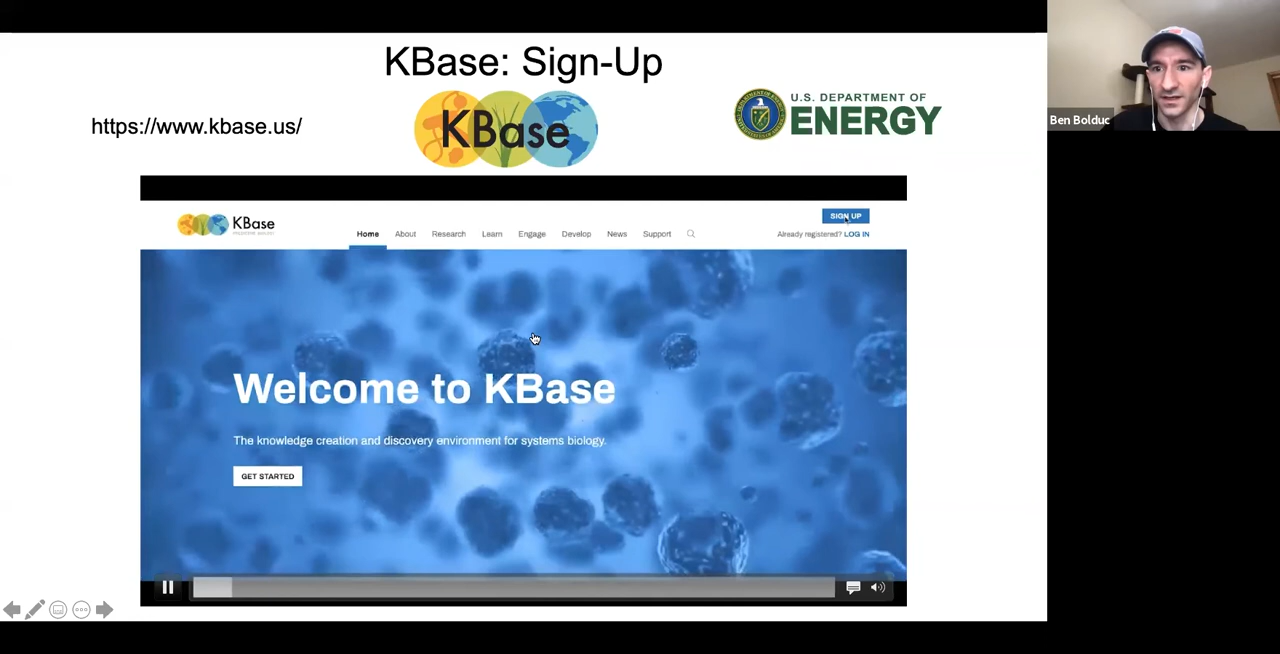 KBase: Sign-Up
https://www.kbase.us/
KBase
U.S. DEPARTMENT OF
ENERGY
Ben Bolduc
KBase
SIGN UP
Home About Research Learn Engage Develop News Support
Already registered? LOG IN
Welcome to KBase
The knowledge creation and discovery environment for systems biology.
GET STARTED